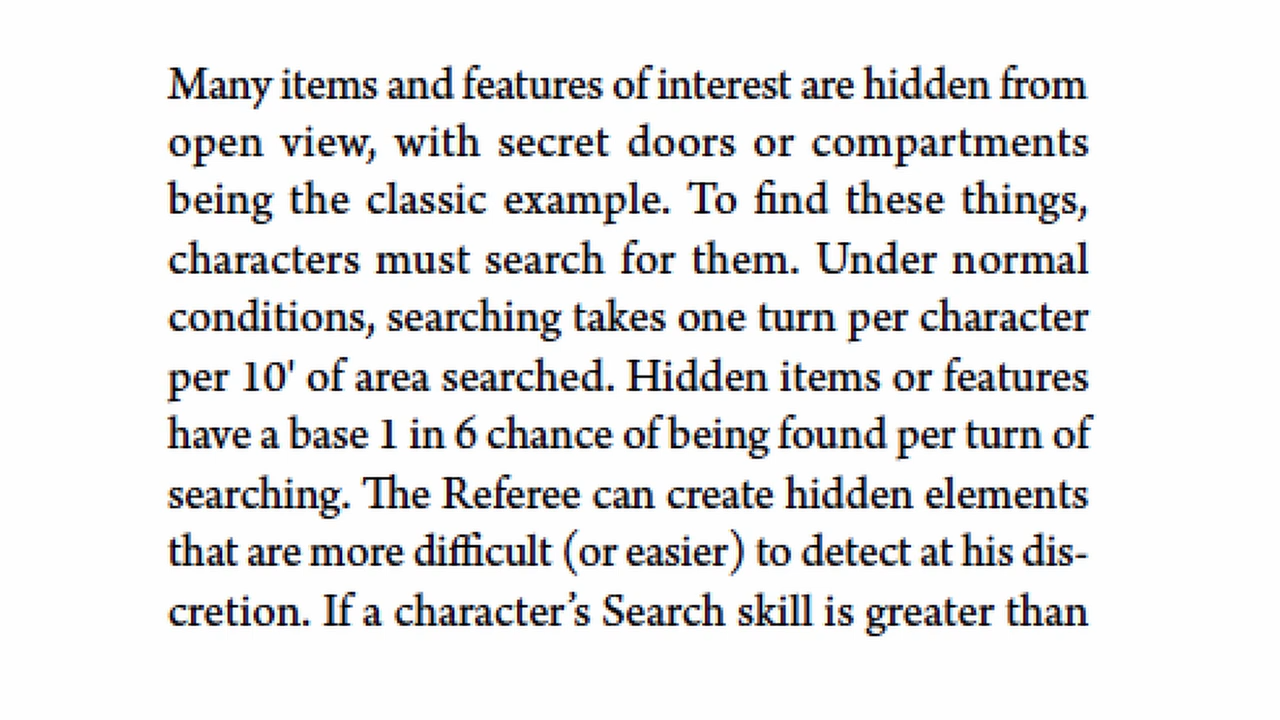 Many items and features of interest are hidden from
open view, with secret doors or compartments
being the classic example. To find these things,
characters must search for them. Under normal
conditions, searching takes one turn per character
per 10' of area searched. Hidden items or features
have a base 1 in 6 chance of being found per turn of
searching. The Referee can create hidden elements
that are more difficult (or easier) to detect at his dis-
cretion. If a character’s Search skill is greater than